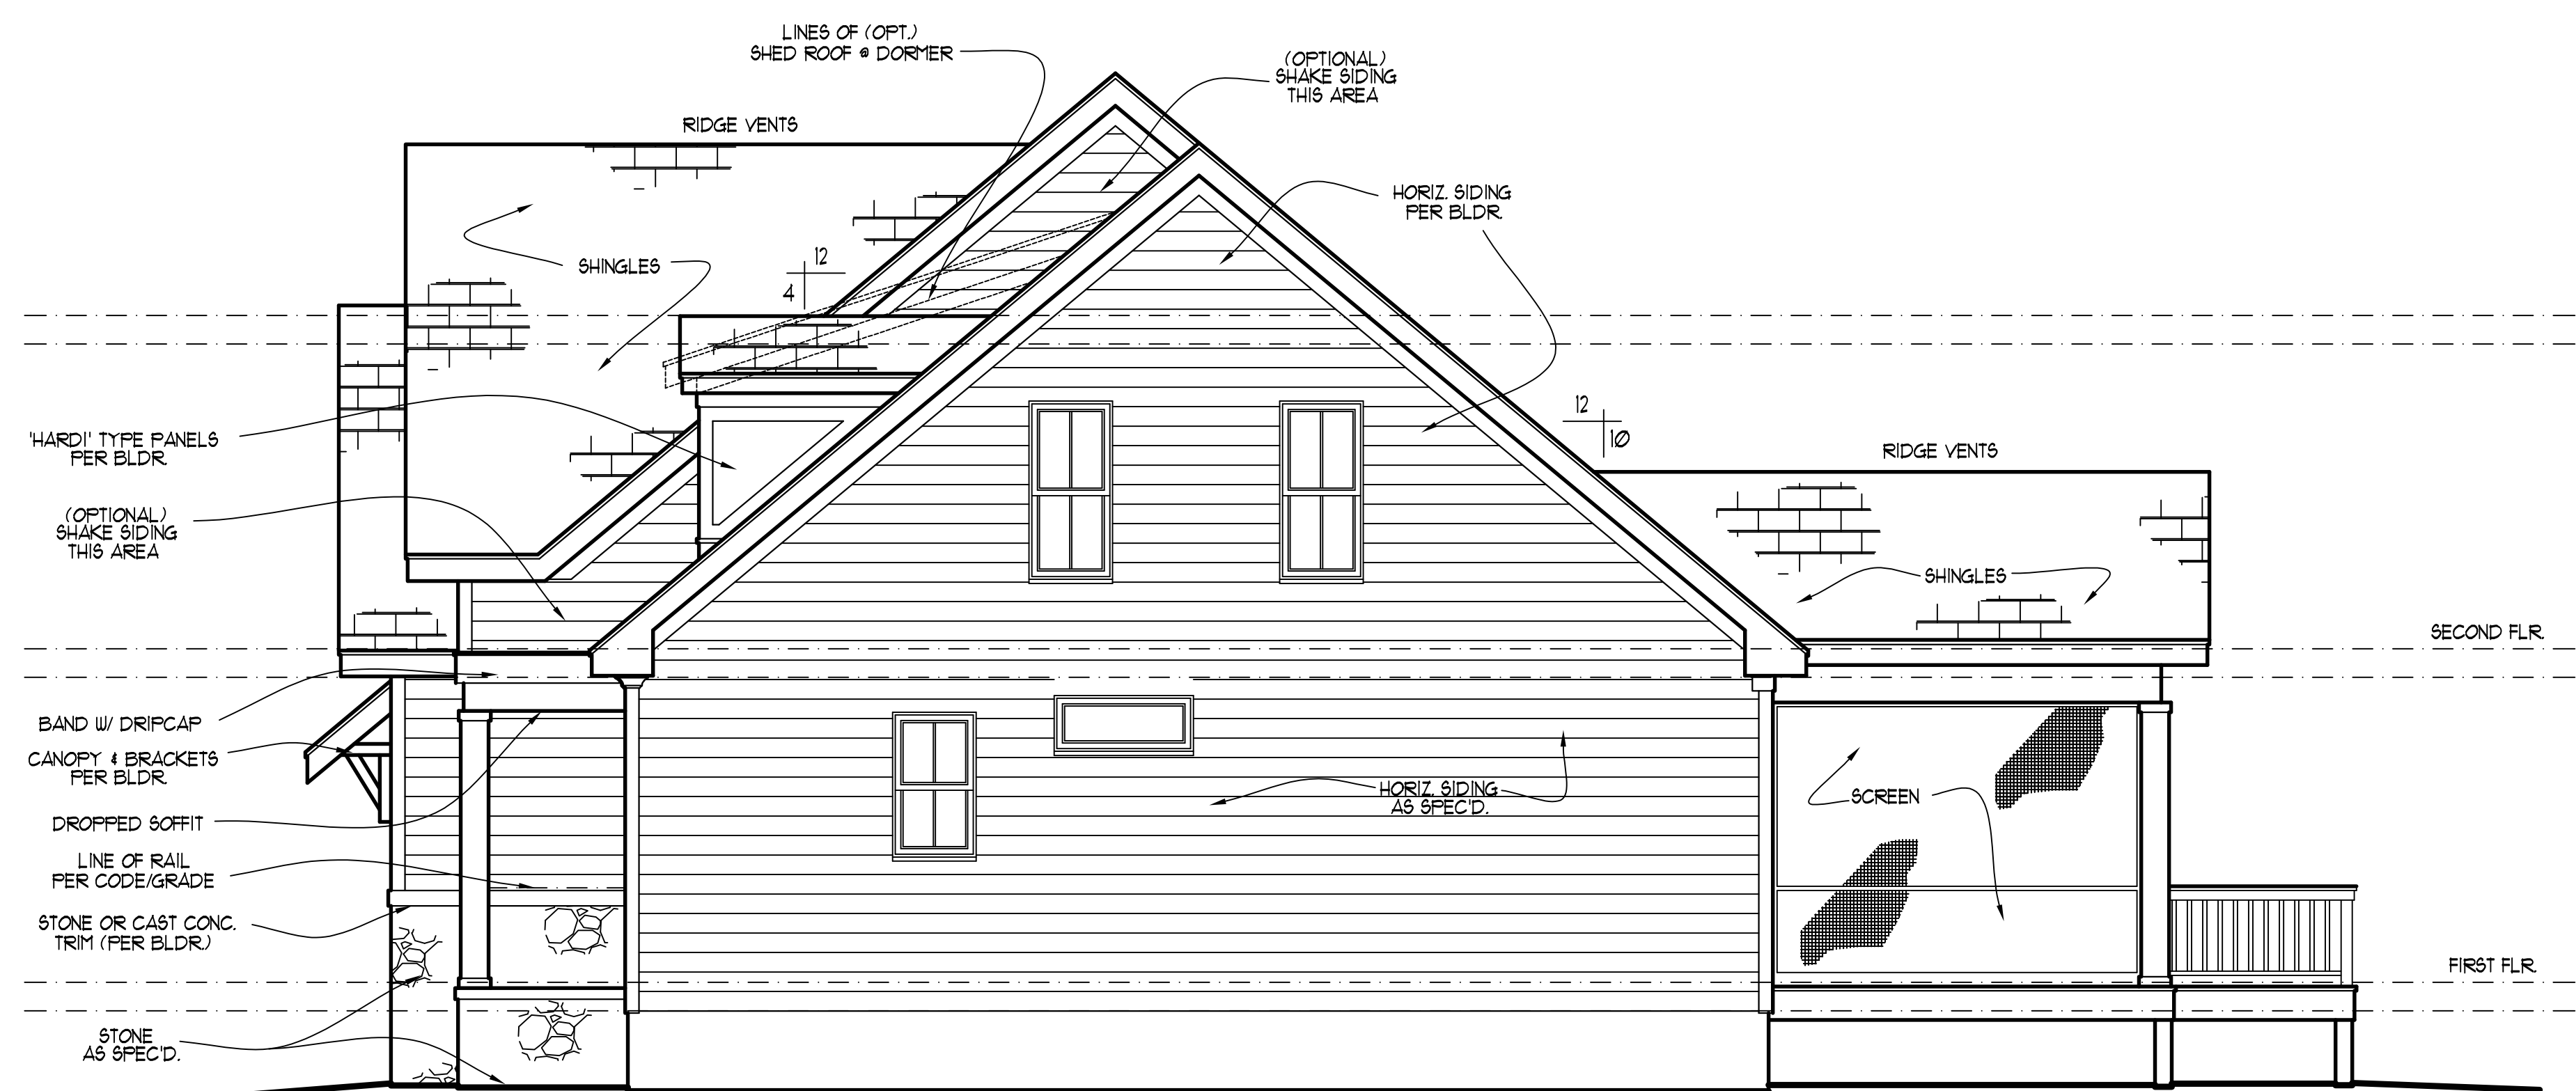 LINES OF (OPT.)
SHED ROOF @ DORMER
(OPTIONAL)
SHAKE SIDING
THIS AREA
RIDGE VENTS
HORIZ. SIDING
PER BLDR.
SHINGLES
12
4
12
10
'HARDI' TYPE PANELS
PER BLDR.
RIDGE VENTS
(OPTIONAL)
SHAKE SIDING
THIS AREA
SHINGLES
SECOND FLR.
BAND W/ DRIPCAP
CANOPY & BRACKETS
PER BLDR.
HORIZ. SIDING
AS SPEC'D.
SCREEN
DROPPED SOFFIT
LINE OF RAIL
PER CODE/GRADE
STONE OR CAST CONC.
TRIM (PER BLDR.)
FIRST FLR.
STONE
AS SPEC'D.